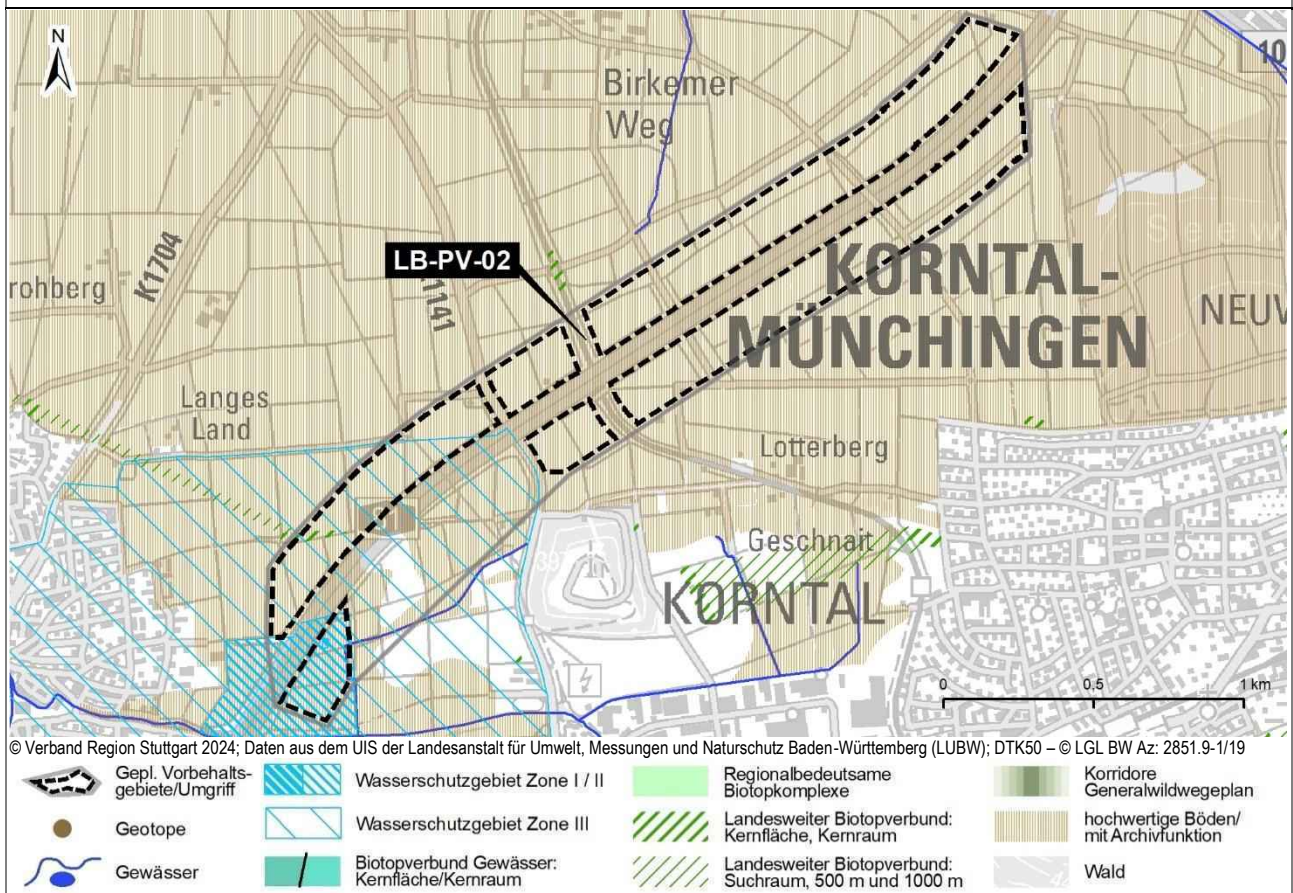 N
Birkemer
Weg
10
K1704
1141
LB-PV-02
rohberg
KORNTAL-
MÜNCHINGEN
NEUV
Langes
Land
Lotterberg
Geschnait
KORNTAL
0 0,5 1 km
© Verband Region Stuttgart 2024; Daten aus dem UIS der Landesanstalt für Umwelt, Messungen und Naturschutz Baden-Württemberg (LUBW); DTK50 – © LGL BW Az: 2851.9-1/19
Gepl. Vorbehalts-
gebiete/Umgriff
Wasserschutzgebiet Zone I / II
Regionalbedeutsame
Biotopkomplexe
Korridore
Generalwildwegeplan
Geotope
Wasserschutzgebiet Zone III
Landesweiter Biotopverbund:
Kernfläche, Kernraum
hochwertige Böden/
mit Archivfunktion
Gewässer
Biotopverbund Gewässer:
Kernfläche/Kernraum
Landesweiter Biotopverbund:
Suchraum, 500 m und 1000 m
Wald